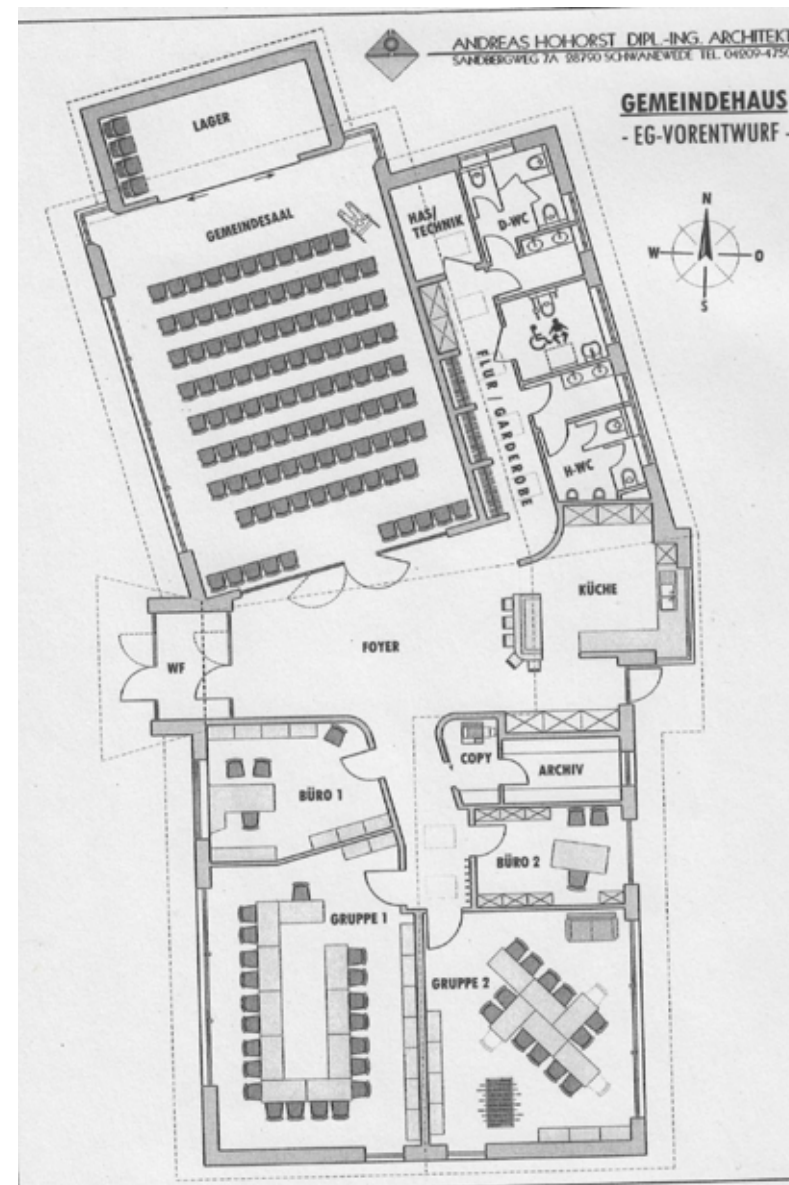 ANDREAS HOHORST DIPL.-ING. ARCHITEKT
SANDBERGWEG 7A 28790 SCHWANEWEDE TEL. 04209-4750
GEMEINDEHAUS
- EG-VORENTWURF -
N
W
O
S
LAGER
GEMEINDESAAL
HAS/
TECHNIK
D-WC
FLUR / GARDEROBE
H-WC
KÜCHE
FOYER
WF
COPY
ARCHIV
BÜRO 1
BÜRO 2
GRUPPE 1
GRUPPE 2